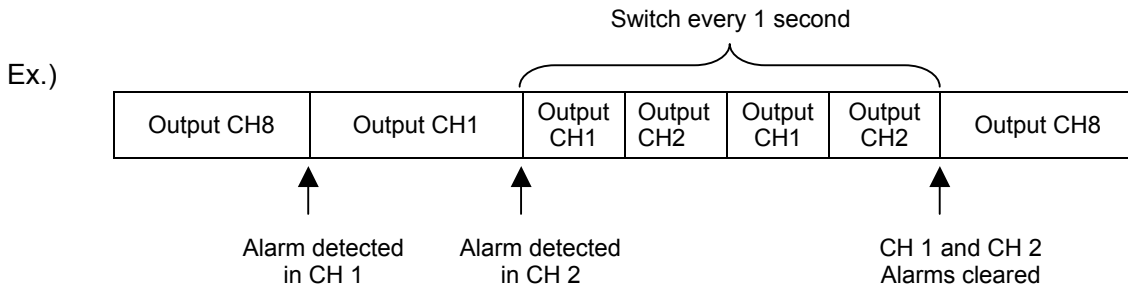 Switch every 1 second
Ex.)
Output CH8
Output CH1
Output
CH1
Output
CH2
Output
CH1
Output
CH2
Output CH8
Alarm detected
in CH 1
Alarm detected
in CH 2
CH 1 and CH 2
Alarms cleared